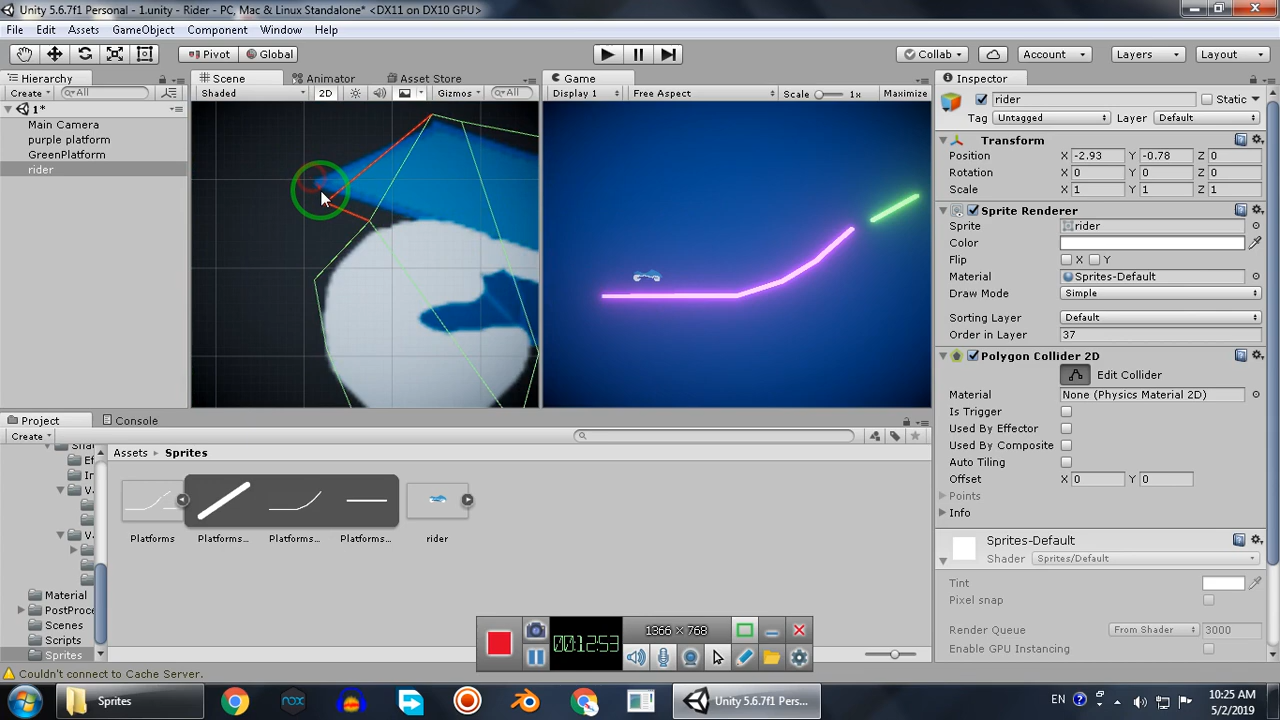 Unity 5.6.7f1 Personal - 1.unity - Rider - PC, Mac & Linux Standalone* <DX11 on DX10 GPU>
File Edit Assets GameObject Component Window Help
Pivot Global Collab Account Layers Layout
Hierarchy Scene Animator Asset Store Game Inspector
Create All Shaded 2D Gizmos All Display 1 Free Aspect Scale 1x Maximize
rider Static
Tag Untagged Layer Default
1*
Main Camera
purple platform
GreenPlatform
rider
Transform
Position X -2.93 Y -0.78 Z 0
Rotation X 0 Y 0 Z 0
Scale X 1 Y 1 Z 1
Sprite Renderer
Sprite rider
Color
Flip X Y
Material Sprites-Default
Draw Mode Simple
Sorting Layer Default
Order in Layer 37
Polygon Collider 2D
Edit Collider
Material None (Physics Material 2D)
Is Trigger
Used By Effector
Used By Composite
Auto Tiling
Offset X 0 Y 0
Points
Info
Sprites-Default
Shader Sprites/Default
Tint
Pixel snap
Render Queue From Shader 3000
Enable GPU Instancing
Project Console
Create
Assets Sprites
Platforms Platforms... Platforms... Platforms... rider
Material
PostProc
Scenes
Scripts
Sprites
00:12:53 1366 × 768
Couldn't connect to Cache Server.
Sprites nox Unity 5.6.7f1 Pers... EN 10:25 AM
5/2/2019